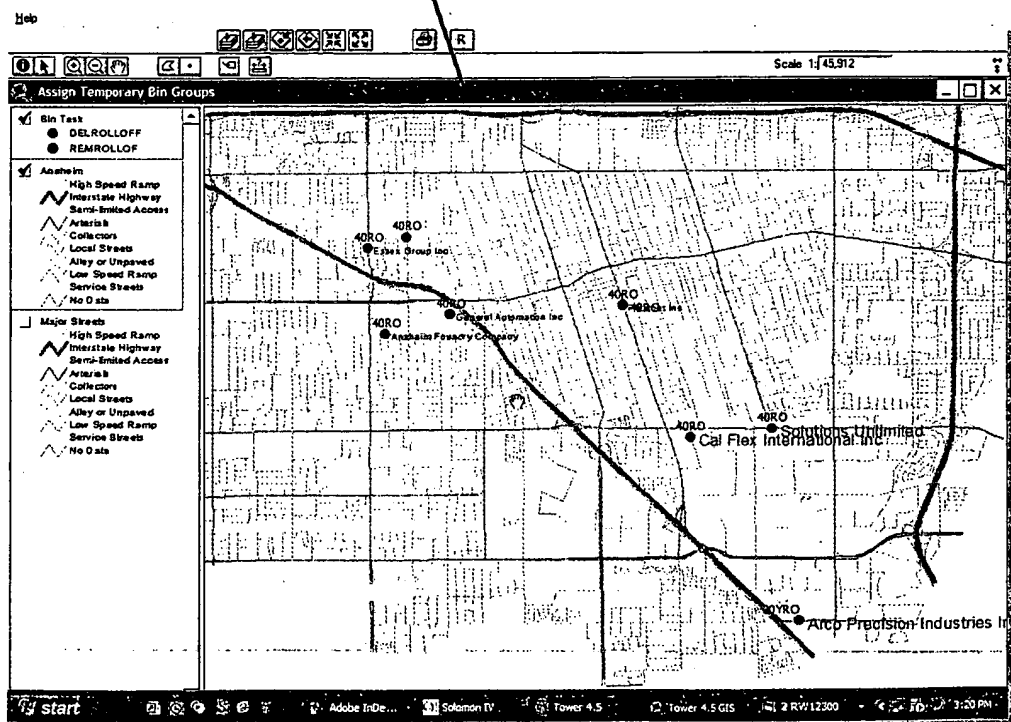 Help
R
Scale 1: 45,912
Assign Temporary Bin Groups
Bin Task
DELROLLOFF
REMROLLOF
Anaheim
High Speed Ramp
Interstate Highway
Semi-limited Access
Arterials
Collectors
Local Streets
Alley or Unpaved
Low Speed Ramp
Service Streets
No Data
Major Streets
High Speed Ramp
Interstate Highway
Semi-limited Access
Arterials
Collectors
Local Streets
Alley or Unpaved
Low Speed Ramp
Service Streets
No Data
40RO
40RO
Essex Group Inc
40RO
General Automation Inc
40RO
Anaheim Foundry Company
40RO
Inc
40RO
Solutions Unlimited
40RO
Cal Flex International Inc
YRO
Arco Precision Industries In
start
Adobe InDe...
Solomon IV
Tower 4.5
Tower 4.5 GIS
2 RW12300
3:20 PM